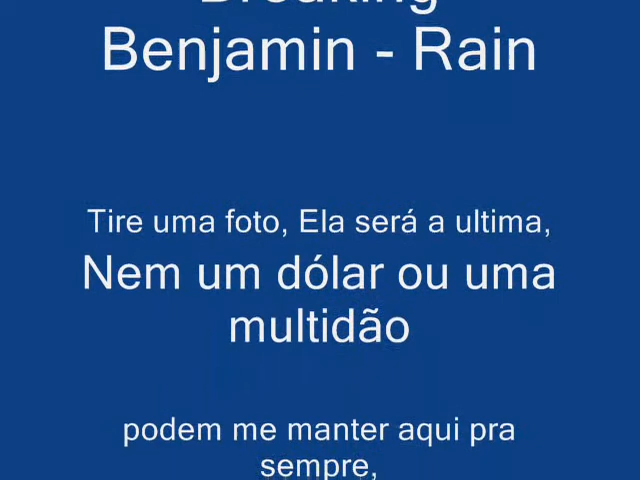 Breaking
Benjamin - Rain
Tire uma foto, Ela será a ultima,
Nem um dólar ou uma
multidão
podem me manter aqui pra
sempre,